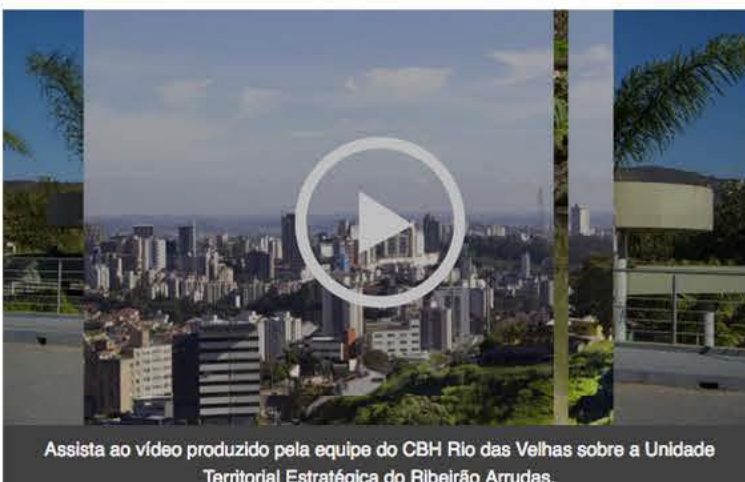 Assista ao vídeo produzido pela equipe do CBH Rio das Velhas sobre a Unidade
Territorial Estratégica do Ribeirão Arrudas.